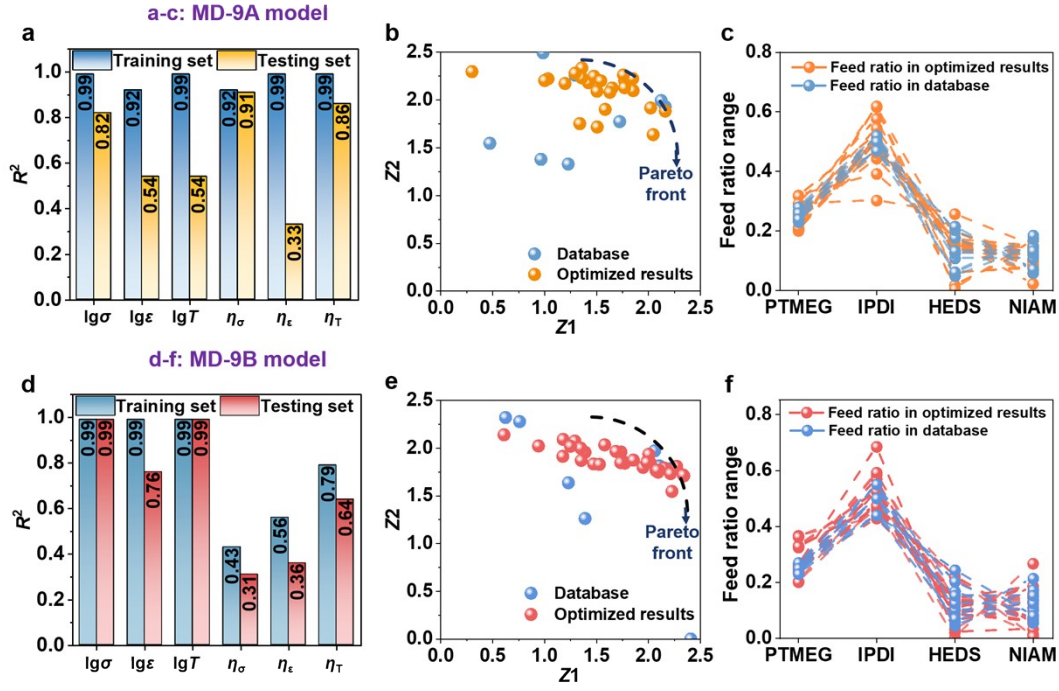 a-c: MD-9A model
a
Training set
Testing set
R²
1.0
0.8
0.6
0.4
0.2
0.0
0.99
0.82
0.92
0.54
0.99
0.54
0.92
0.91
0.99
0.33
0.99
0.86
lgσ
lgε
lgT
ησ
ηε
ηT
b
Z2
2.5
2.0
1.5
1.0
0.5
0.0
Pareto
front
Database
Optimized results
0.0
0.5
1.0
1.5
2.0
2.5
Z1
c
Feed ratio in optimized results
Feed ratio in database
Feed ratio range
0.8
0.6
0.4
0.2
0.0
PTMEG
IPDI
HEDS
NIAM
d-f: MD-9B model
d
Training set
Testing set
R²
1.0
0.8
0.6
0.4
0.2
0.0
0.99
0.99
0.99
0.76
0.99
0.99
0.43
0.31
0.56
0.36
0.79
0.64
lgσ
lgε
lgT
ησ
ηε
ηT
e
Z2
2.5
2.0
1.5
1.0
0.5
0.0
Pareto
front
Database
Optimized results
0.0
0.5
1.0
1.5
2.0
2.5
Z1
f
Feed ratio in optimized results
Feed ratio in database
Feed ratio range
0.8
0.6
0.4
0.2
0.0
PTMEG
IPDI
HEDS
NIAM